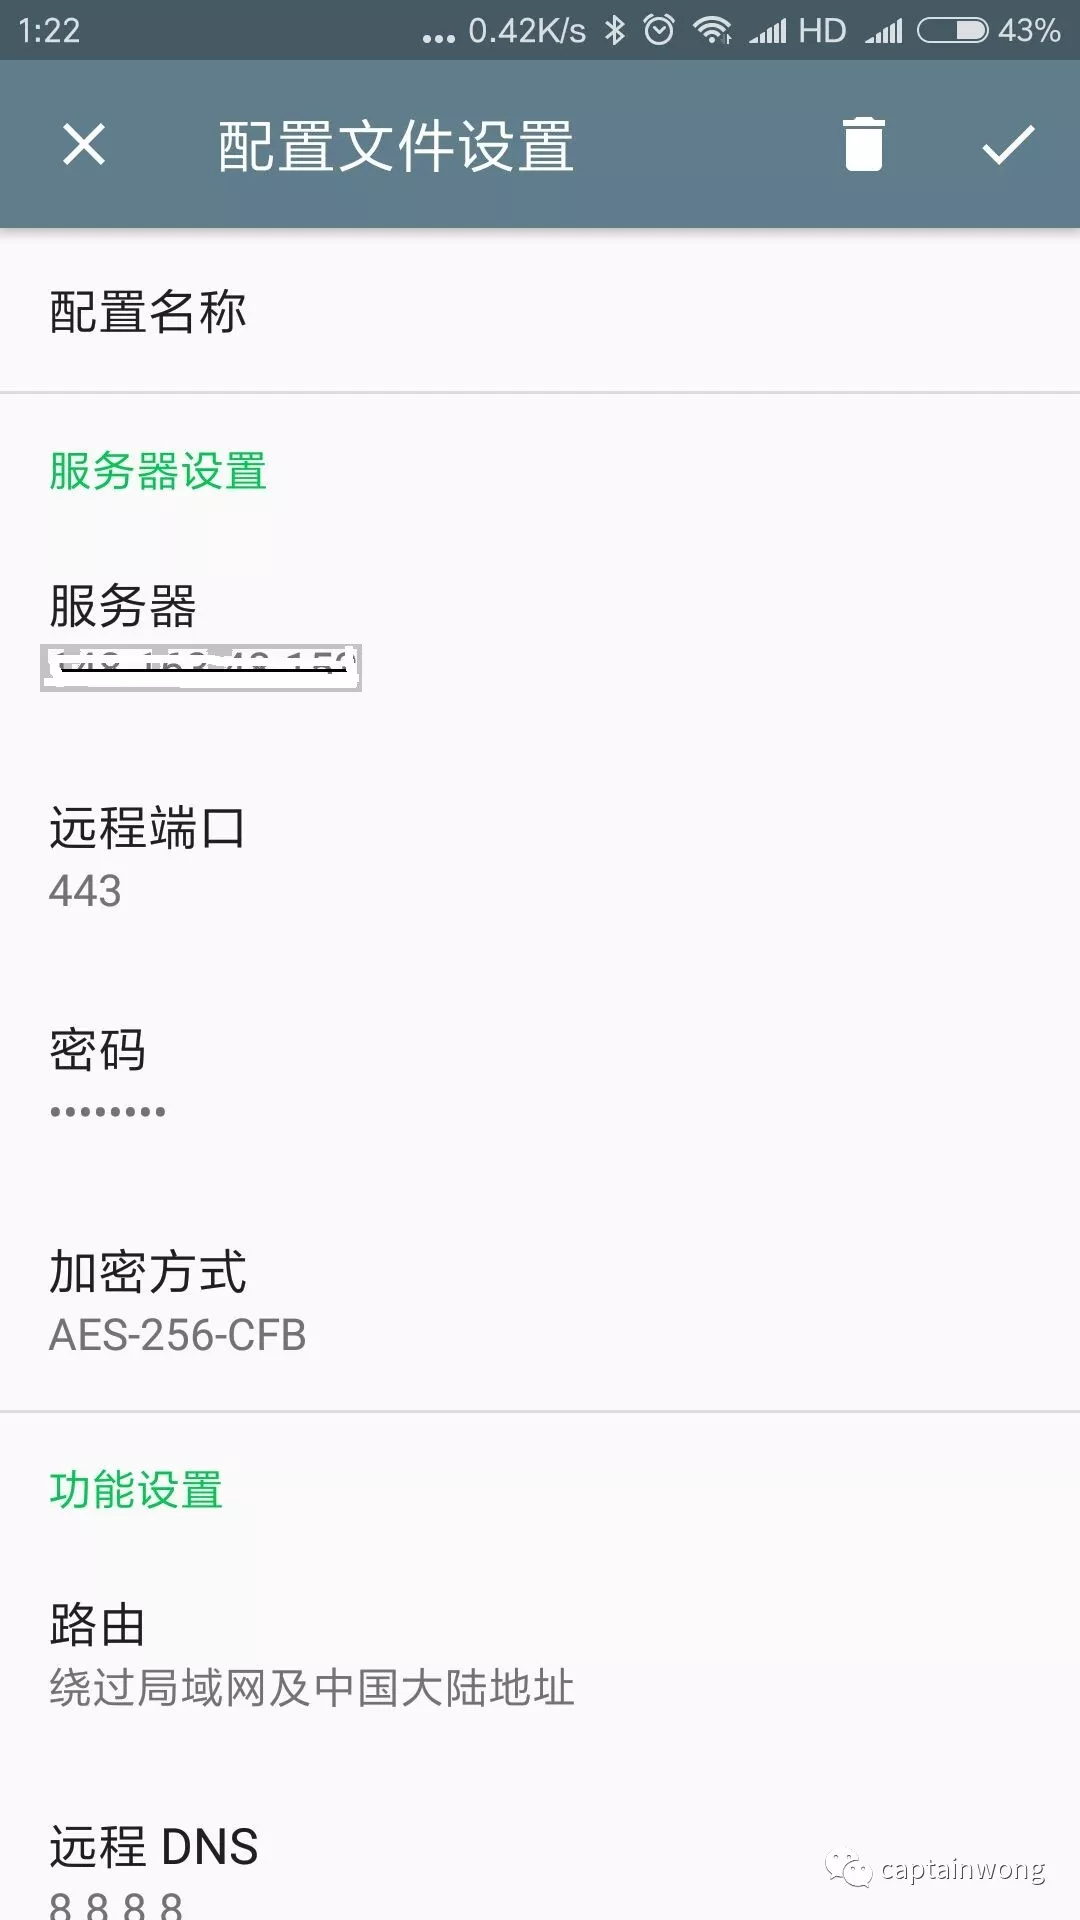 1:22 ... 0.42K/s HD 43%
配置文件设置
配置名称
服务器设置
服务器
远程端口
443
密码
••••••••
加密方式
AES-256-CFB
功能设置
路由
绕过局域网及中国大陆地址
远程 DNS
8.8.8.8
captainwong